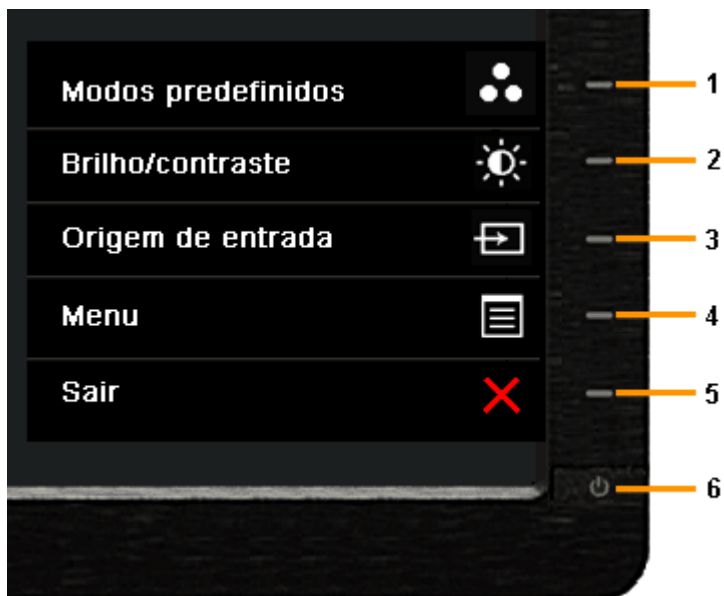 Modos predefinidos 1
Brilho/contraste 2
Origem de entrada 3
Menu 4
Sair 5
6